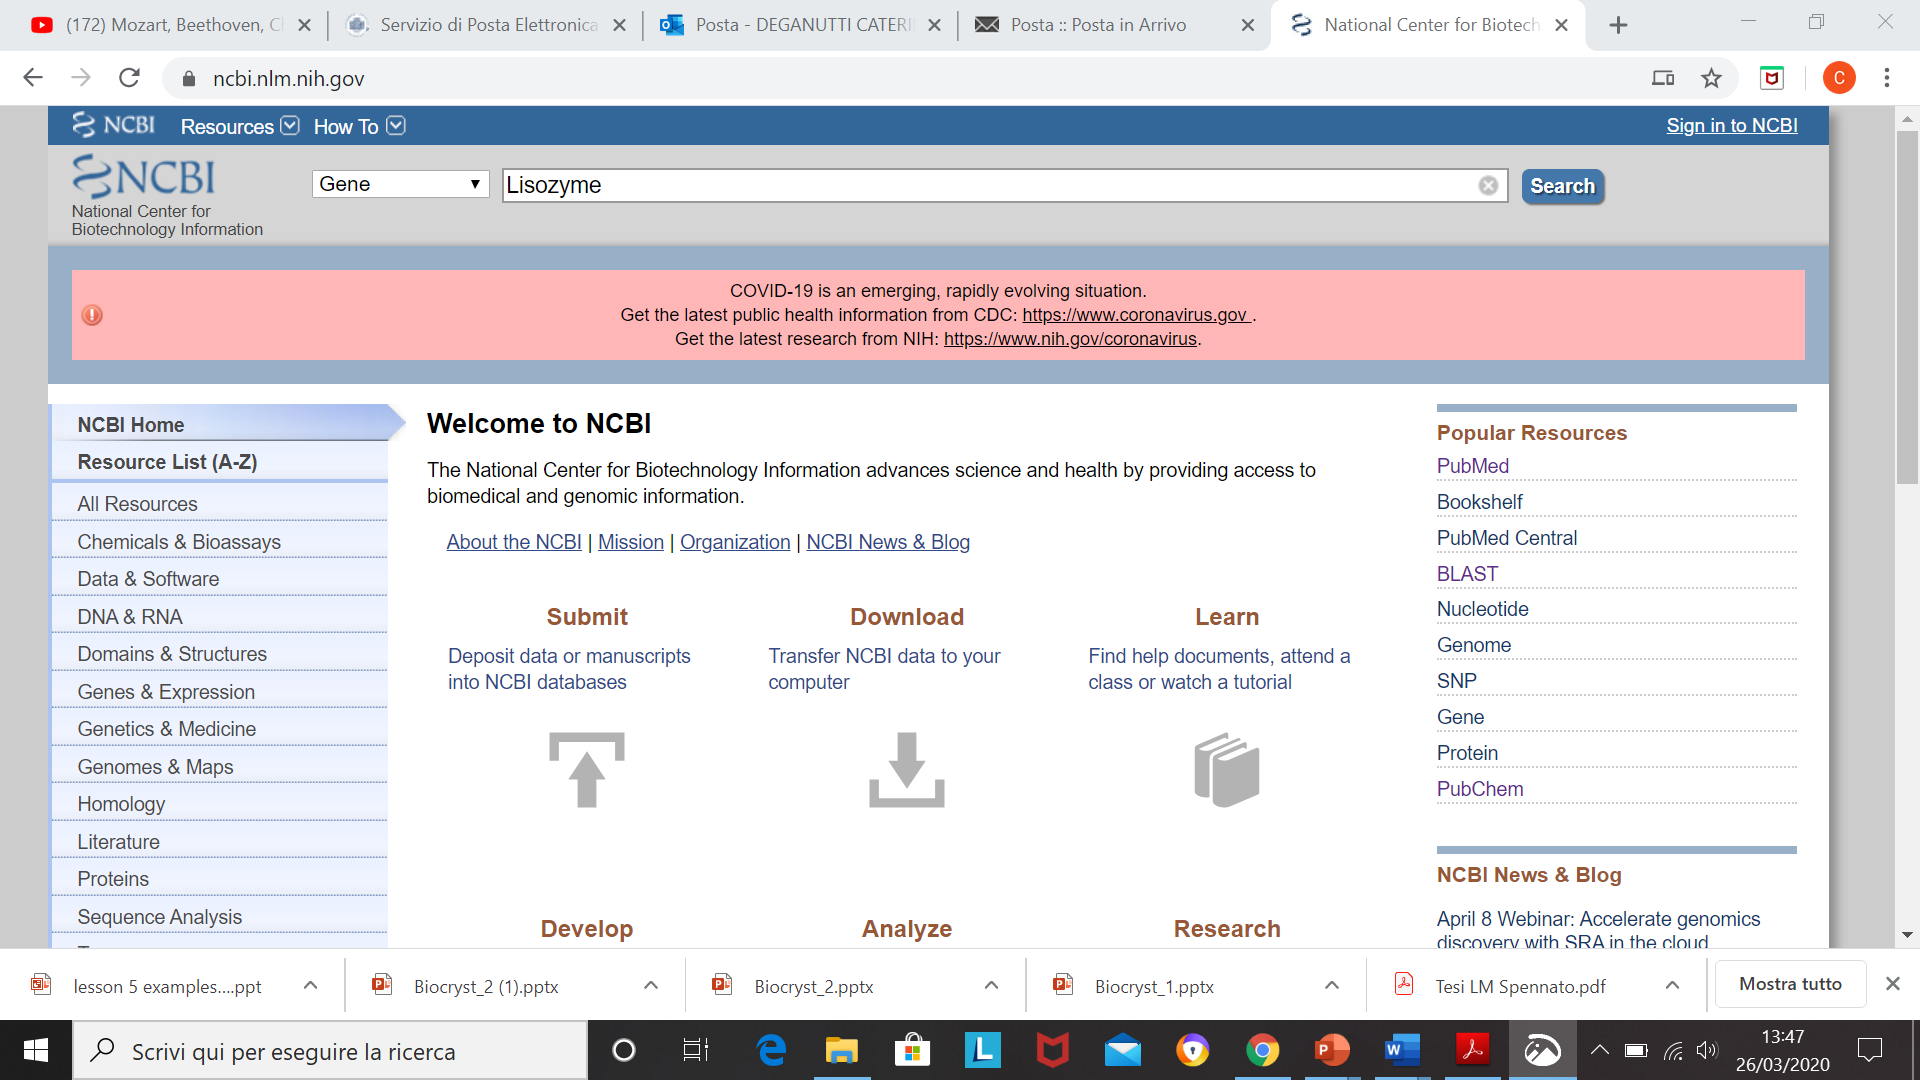 (172) Mozart, Beethoven, C
Servizio di Posta Elettronica
Posta - DEGANUTTI CATERI
Posta :: Posta in Arrivo
National Center for Biotech
ncbi.nlm.nih.gov
C
NCBI
Resources
How To
Sign in to NCBI
NCBI
National Center for
Biotechnology Information
Gene
Lisozyme
Search
COVID-19 is an emerging, rapidly evolving situation.
Get the latest public health information from CDC: https://www.coronavirus.gov .
Get the latest research from NIH: https://www.nih.gov/coronavirus.
NCBI Home
Resource List (A-Z)
All Resources
Chemicals & Bioassays
Data & Software
DNA & RNA
Domains & Structures
Genes & Expression
Genetics & Medicine
Genomes & Maps
Homology
Literature
Proteins
Sequence Analysis
Welcome to NCBI
The National Center for Biotechnology Information advances science and health by providing access to
biomedical and genomic information.
About the NCBI | Mission | Organization | NCBI News & Blog
Submit
Deposit data or manuscripts
into NCBI databases
Download
Transfer NCBI data to your
computer
Learn
Find help documents, attend a
class or watch a tutorial
Develop
Analyze
Research
Popular Resources
PubMed
Bookshelf
PubMed Central
BLAST
Nucleotide
Genome
SNP
Gene
Protein
PubChem
NCBI News & Blog
April 8 Webinar: Accelerate genomics
discovery with SRA in the cloud
lesson 5 examples....ppt
Biocryst_2 (1).pptx
Biocryst_2.pptx
Biocryst_1.pptx
Tesi LM Spennato.pdf
Mostra tutto
Scrivi qui per eseguire la ricerca
13:47
26/03/2020